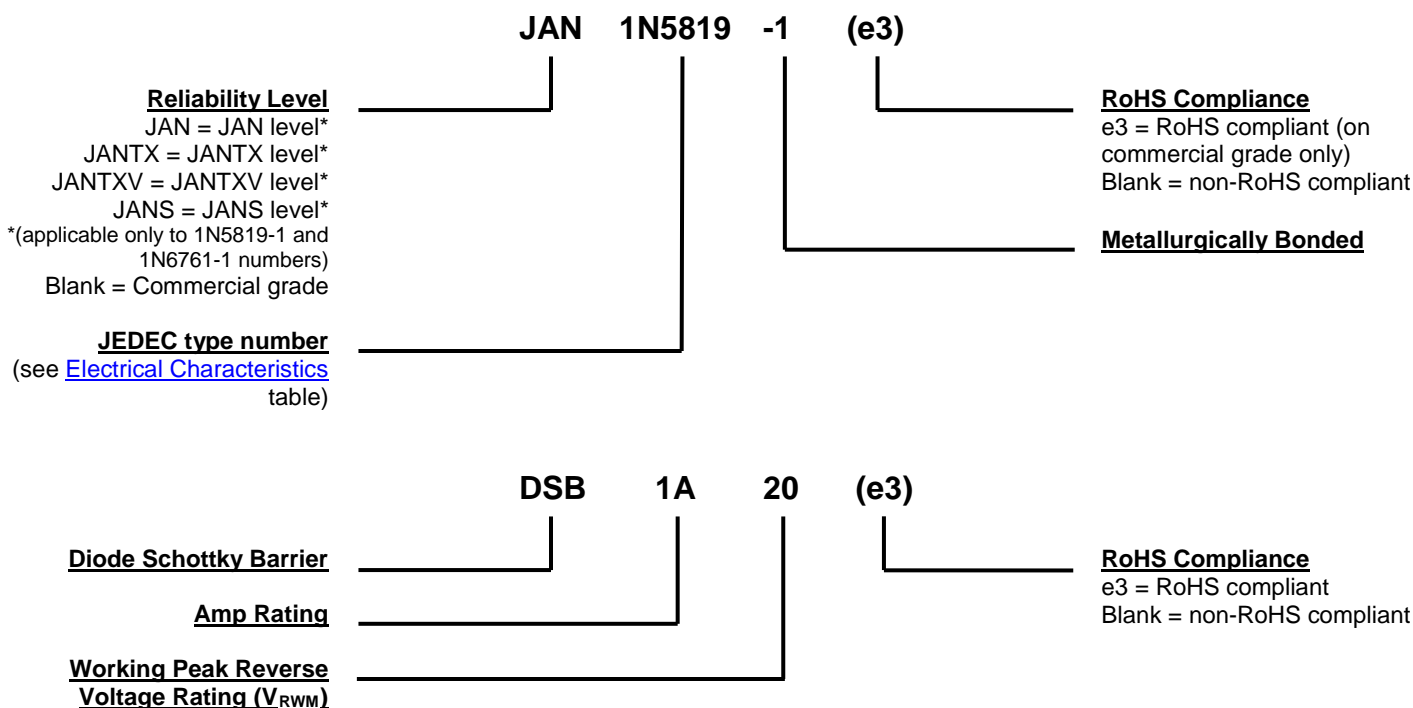 JAN 1N5819 -1 (e3)
Reliability Level
JAN = JAN level*
JANTX = JANTX level*
JANTXV = JANTXV level*
JANS = JANS level*
*(applicable only to 1N5819-1 and
1N6761-1 numbers)
Blank = Commercial grade
JEDEC type number
(see Electrical Characteristics
table)
RoHS Compliance
e3 = RoHS compliant (on
commercial grade only)
Blank = non-RoHS compliant
Metallurgically Bonded
DSB 1A 20 (e3)
Diode Schottky Barrier
Amp Rating
Working Peak Reverse
Voltage Rating (VRWM)
RoHS Compliance
e3 = RoHS compliant
Blank = non-RoHS compliant